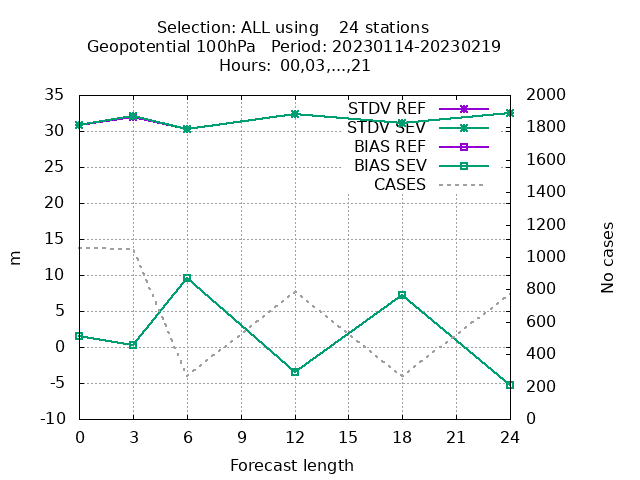 Selection: ALL using 24 stations
Geopotential 100hPa Period: 20230114-20230219
Hours: 00,03,...,21
35 2000
STDV REF
30 1800
STDV SEV
BIAS REF
1600
25 BIAS SEV
CASES 1400
20
1200
15
1000
m No cases
10
800
5
600
0
400
-5
200
-10 0
0 3 6 9 12 15 18 21 24
Forecast length